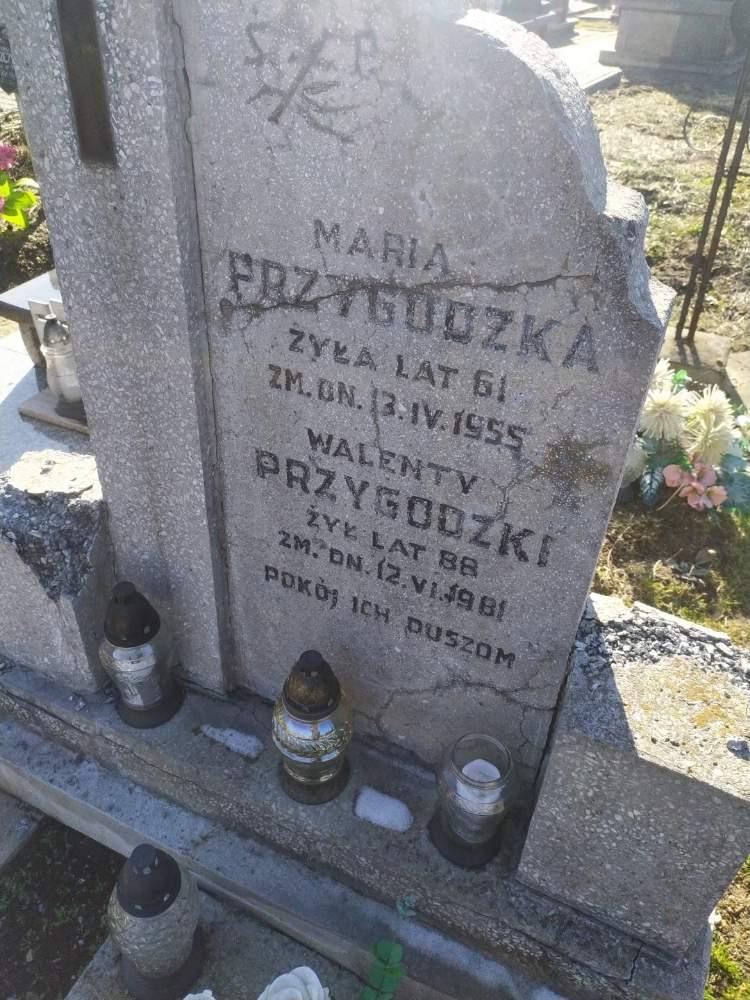 Ś P
MARIA
PRZYGODZKA
ŻYŁA LAT 61
ZM. DN. 13.IV.1955
WALENTY
PRZYGODZKI
ŻYŁ LAT 88
ZM. DN. 12.VI.1981
POKÓJ ICH DUSZOM